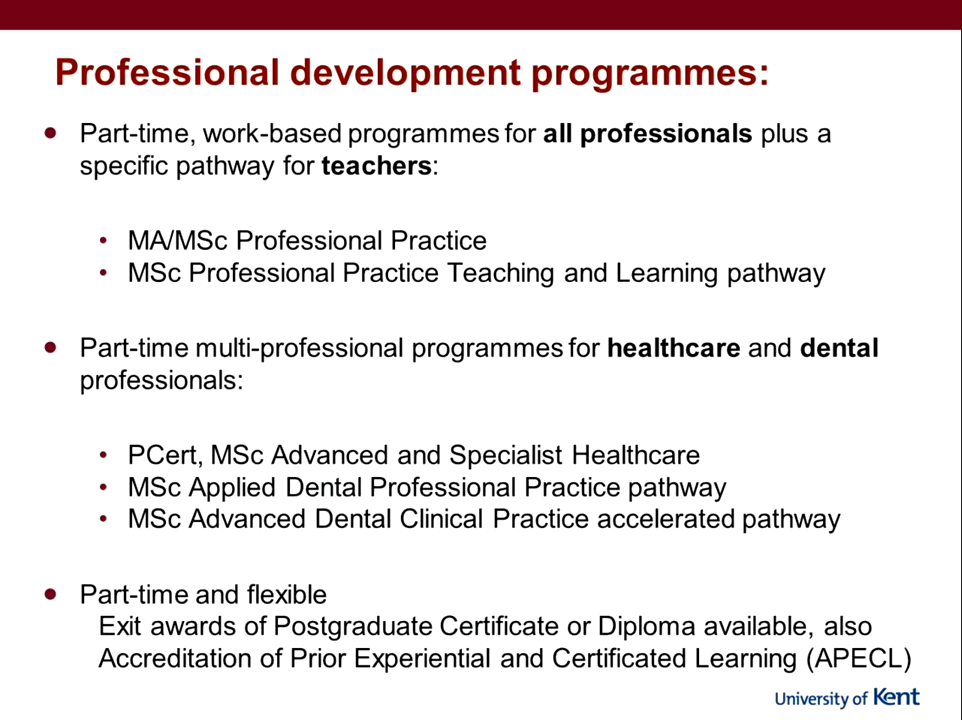 Professional development programmes:
Part-time, work-based programmes for all professionals plus a
specific pathway for teachers:
MA/MSc Professional Practice
MSc Professional Practice Teaching and Learning pathway
Part-time multi-professional programmes for healthcare and dental
professionals:
PCert, MSc Advanced and Specialist Healthcare
MSc Applied Dental Professional Practice pathway
MSc Advanced Dental Clinical Practice accelerated pathway
Part-time and flexible
Exit awards of Postgraduate Certificate or Diploma available, also
Accreditation of Prior Experiential and Certificated Learning (APECL)
University of Kent